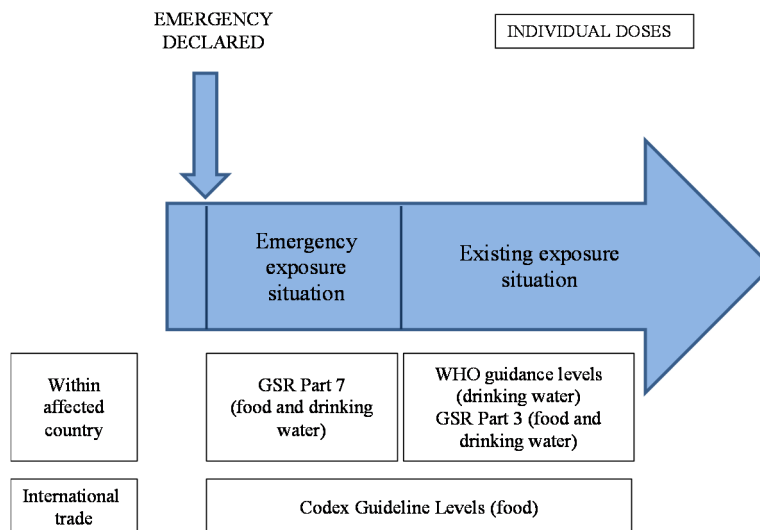 EMERGENCY
DECLARED
INDIVIDUAL DOSES
Emergency
exposure
situation
Existing exposure
situation
Within
affected
country
GSR Part 7
(food and drinking
water)
WHO guidance levels
(drinking water)
GSR Part 3 (food and
drinking water)
International
trade
Codex Guideline Levels (food)